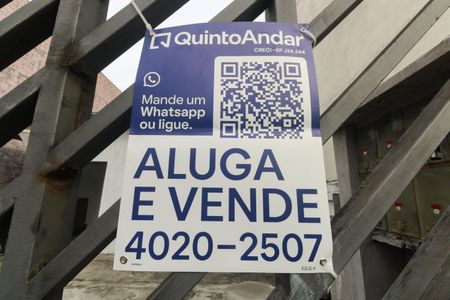 QuintoAndar
CRECI-SP J24.344
Mande um
Whatsapp
ou ligue.
ALUGA
E VENDE
4020-2507